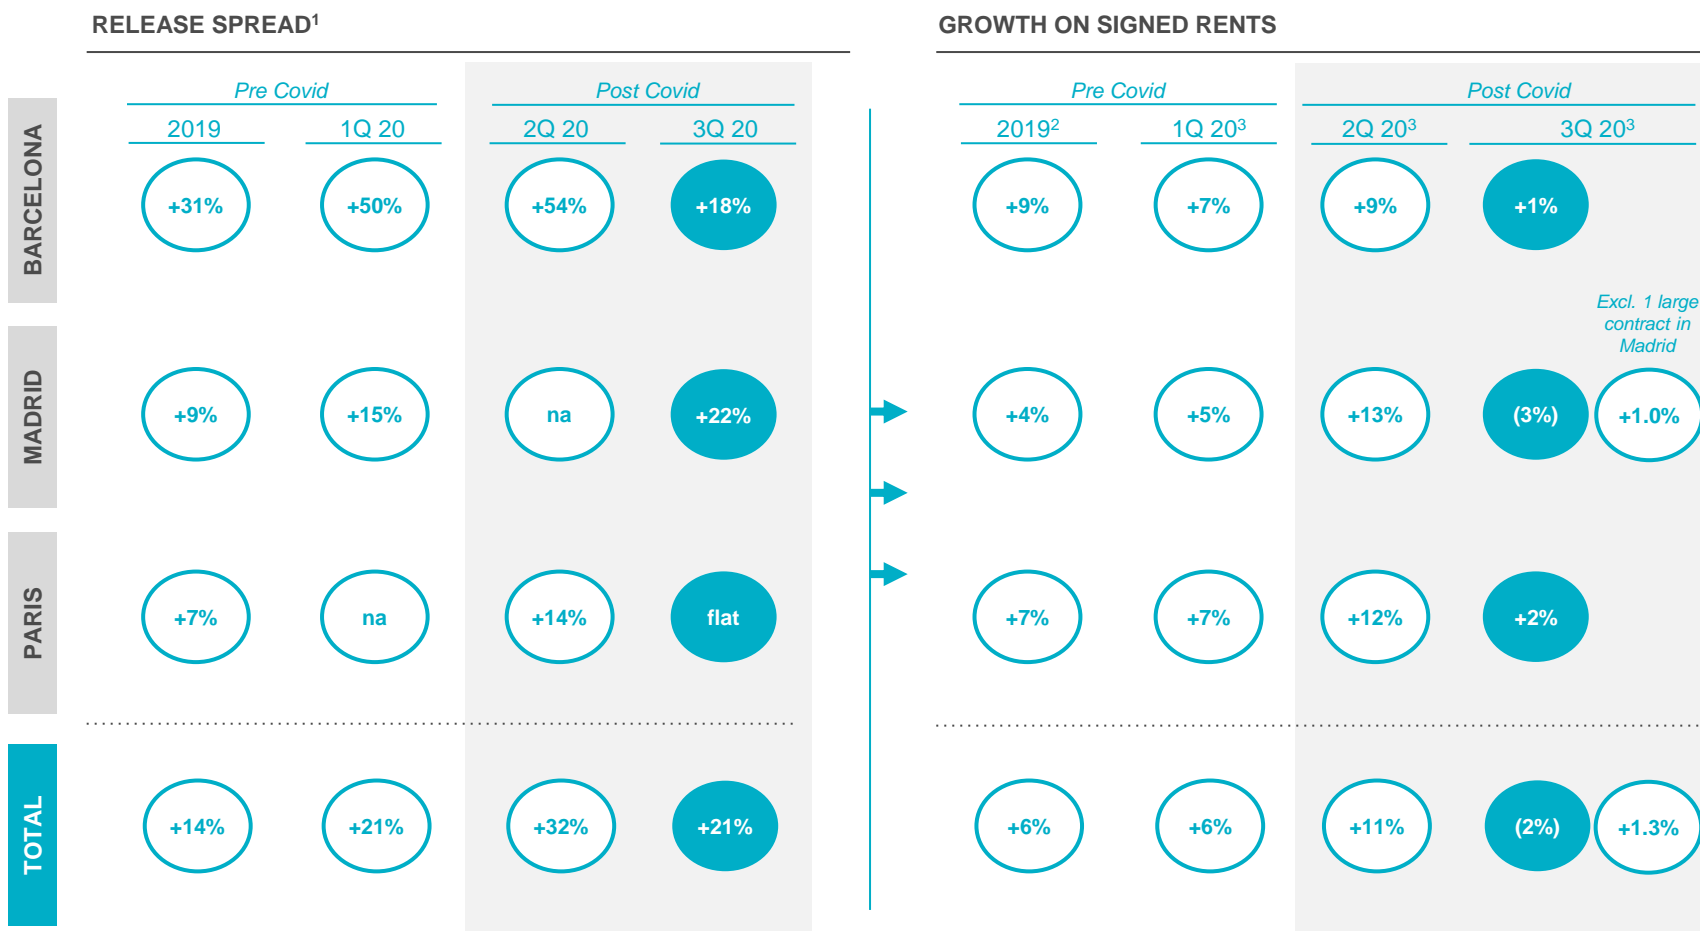 RELEASE SPREAD¹
GROWTH ON SIGNED RENTS
Pre Covid
Post Covid
Pre Covid
Post Covid
2019
1Q 20
2Q 20
3Q 20
2019²
1Q 20³
2Q 20³
3Q 20³
BARCELONA
+31%
+50%
+54%
+18%
+9%
+7%
+9%
+1%
Excl. 1 large
contract in
Madrid
MADRID
+9%
+15%
na
+22%
+4%
+5%
+13%
(3%)
+1.0%
PARIS
+7%
na
+14%
flat
+7%
+7%
+12%
+2%
TOTAL
+14%
+21%
+32%
+21%
+6%
+6%
+11%
(2%)
+1.3%